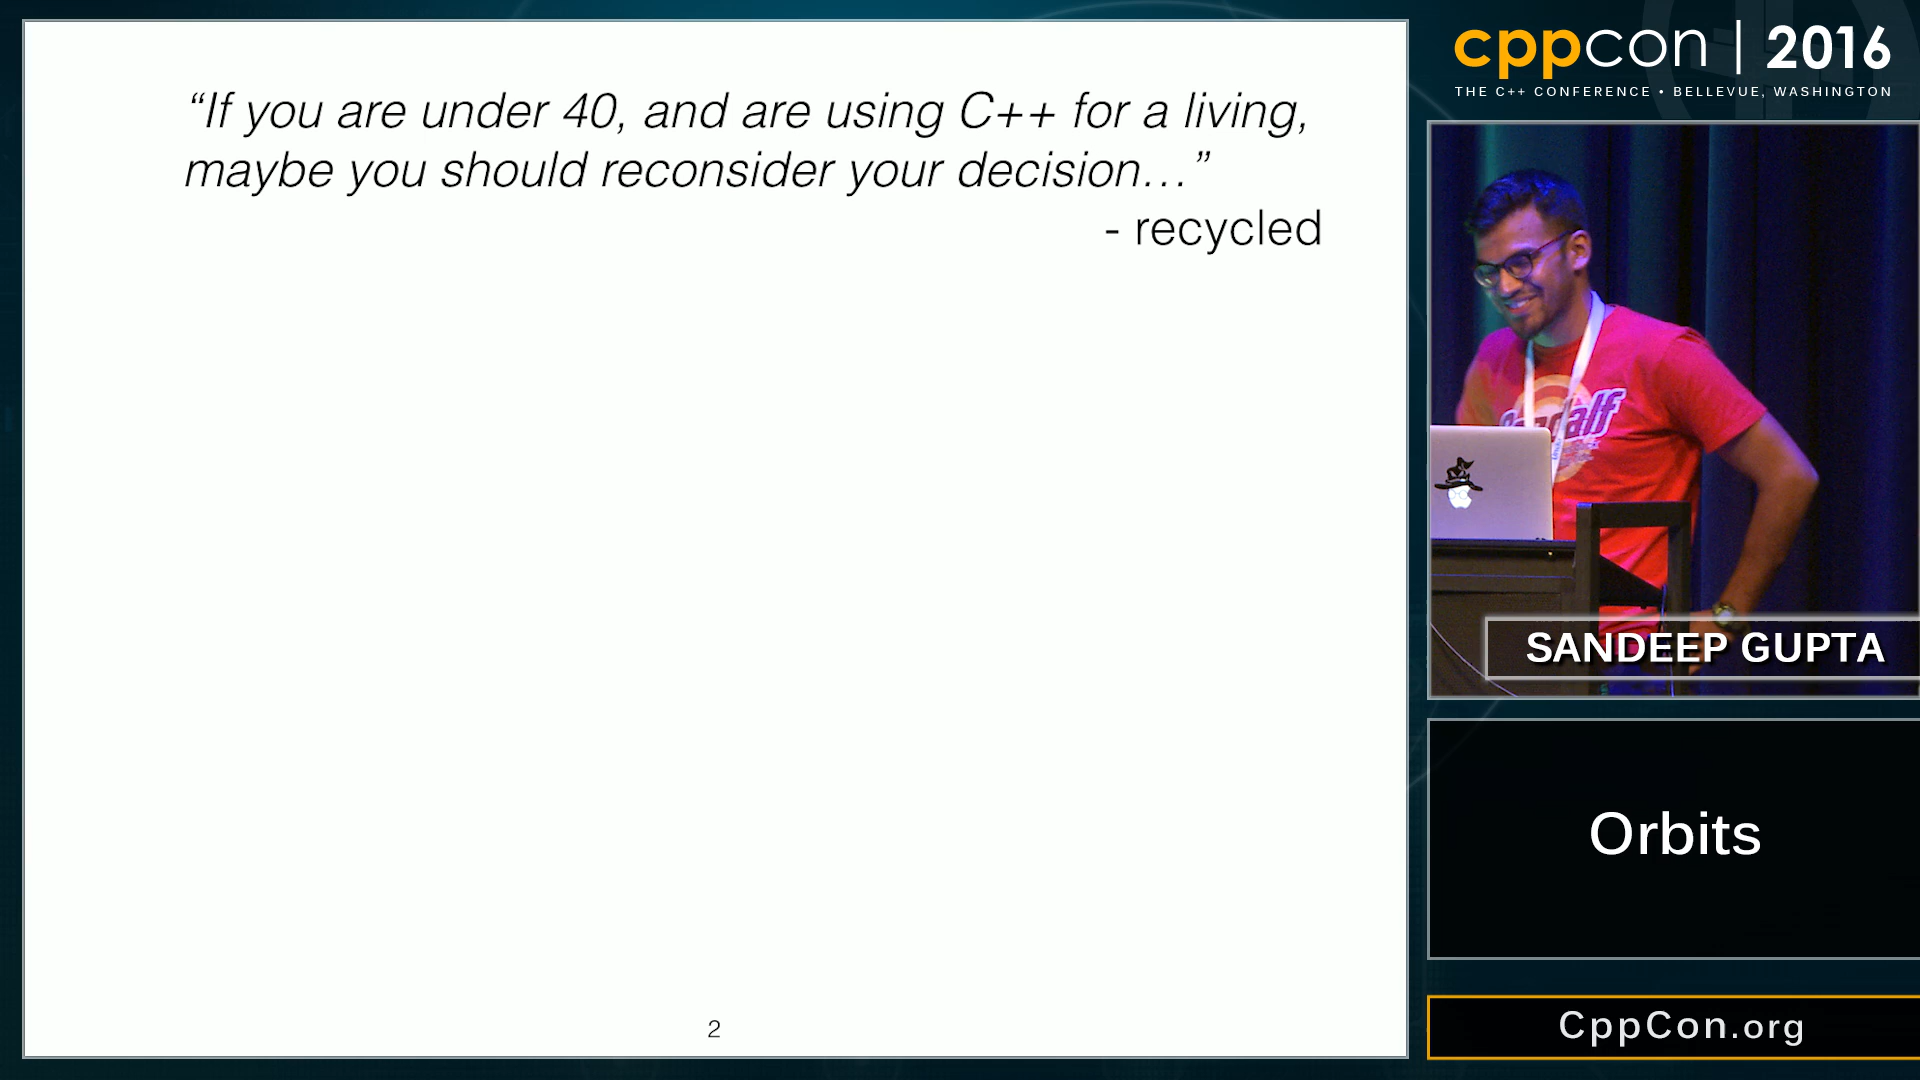 “If you are under 40, and are using C++ for a living,
maybe you should reconsider your decision…”
- recycled
2
cppcon | 2016
THE C++ CONFERENCE • BELLEVUE, WASHINGTON
SANDEEP GUPTA
Orbits
CppCon.org